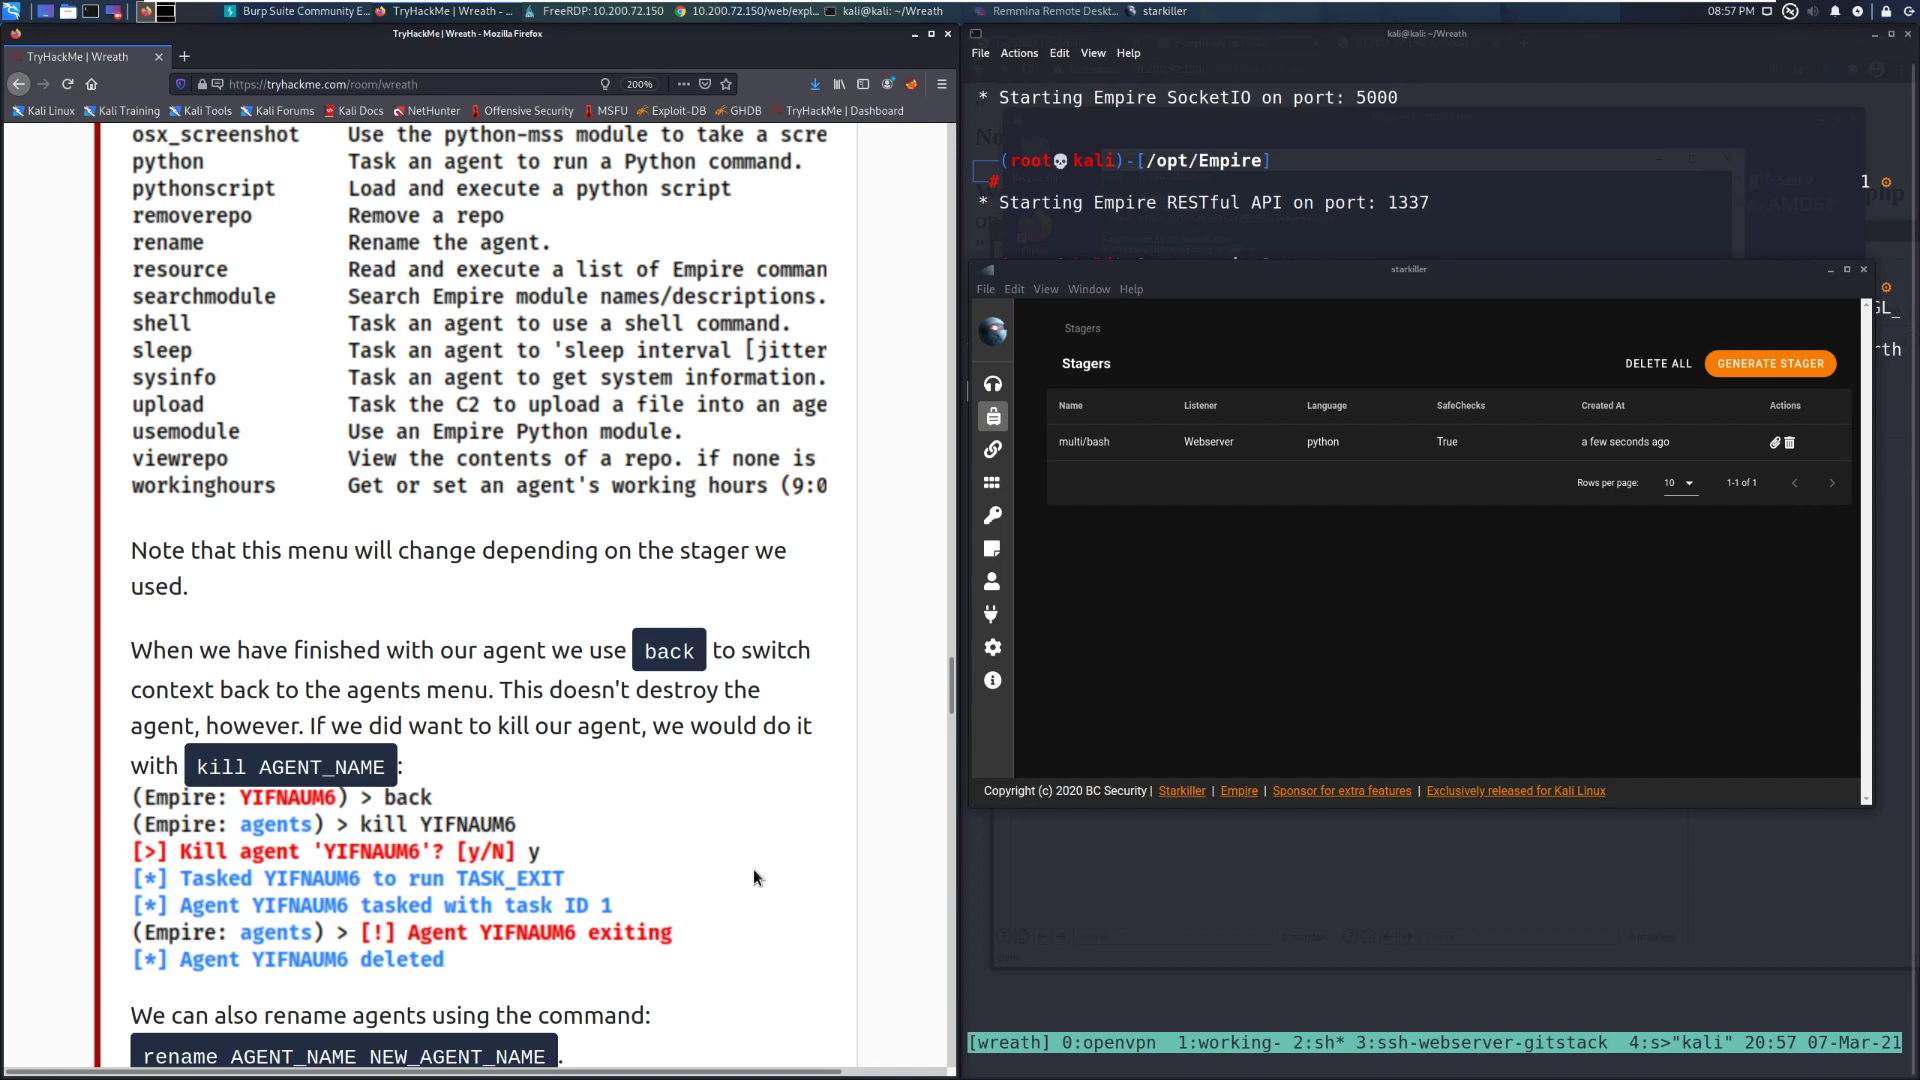 Burp Suite Community E...
TryHackMe | Wreath - ...
FreeRDP: 10.200.72.150
10.200.72.150/web/expl...
kali@kali: ~/Wreath
Remmina Remote Deskt...
starkiller
08:57 PM
TryHackMe | Wreath - Mozilla Firefox
TryHackMe | Wreath
https://tryhackme.com/room/wreath
200%
Kali Linux
Kali Training
Kali Tools
Kali Forums
Kali Docs
NetHunter
Offensive Security
MSFU
Exploit-DB
GHDB
TryHackMe | Dashboard
osx_screenshot Use the python-mss module to take a scre
python Task an agent to run a Python command.
pythonscript Load and execute a python script
removerepo Remove a repo
rename Rename the agent.
resource Read and execute a list of Empire comman
searchmodule Search Empire module names/descriptions.
shell Task an agent to use a shell command.
sleep Task an agent to 'sleep interval [jitter
sysinfo Task an agent to get system information.
upload Task the C2 to upload a file into an age
usemodule Use an Empire Python module.
viewrepo View the contents of a repo. if none is
workinghours Get or set an agent's working hours (9:0
Note that this menu will change depending on the stager we
used.
When we have finished with our agent we use back to switch
context back to the agents menu. This doesn't destroy the
agent, however. If we did want to kill our agent, we would do it
with kill AGENT_NAME :
(Empire: YIFNAUM6) > back
(Empire: agents) > kill YIFNAUM6
[>] Kill agent 'YIFNAUM6'? [y/N] y
[*] Tasked YIFNAUM6 to run TASK_EXIT
[*] Agent YIFNAUM6 tasked with task ID 1
(Empire: agents) > [!] Agent YIFNAUM6 exiting
[*] Agent YIFNAUM6 deleted
We can also rename agents using the command:
rename AGENT_NAME NEW_AGENT_NAME .
kali@kali: ~/Wreath
File Actions Edit View Help
* Starting Empire SocketIO on port: 5000
(root kali)-[/opt/Empire]
#
1
* Starting Empire RESTful API on port: 1337
GL_
rth
starkiller
File Edit View Window Help
Stagers
Stagers
DELETE ALL
GENERATE STAGER
Name Listener Language SafeChecks Created At Actions
multi/bash Webserver python True a few seconds ago
Rows per page: 10 1-1 of 1
Copyright (c) 2020 BC Security | Starkiller | Empire | Sponsor for extra features | Exclusively released for Kali Linux
[wreath] 0:openvpn 1:working- 2:sh* 3:ssh-webserver-gitstack 4:s>"kali" 20:57 07-Mar-21